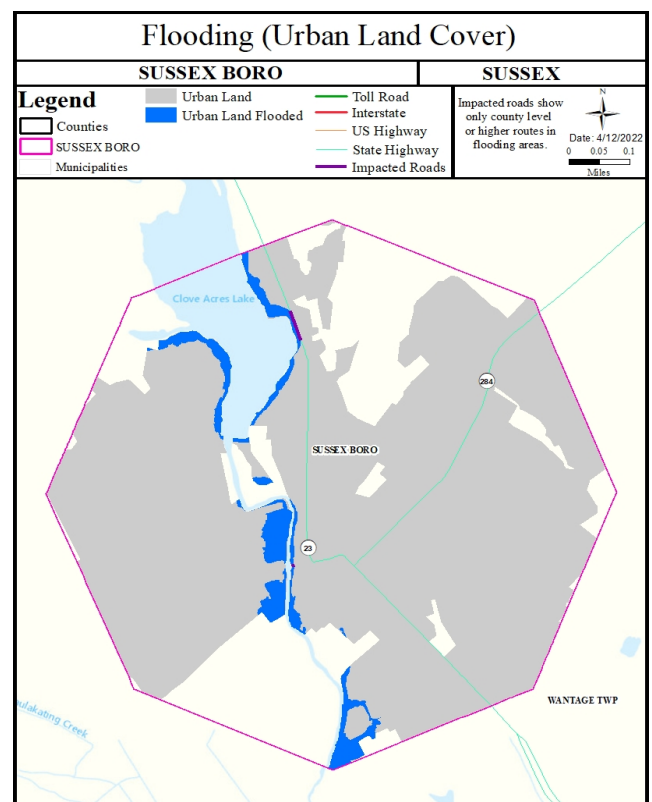 Flooding (Urban Land Cover)
SUSSEX BORO
SUSSEX
Legend
Counties
SUSSEX BORO
Municipalities
Urban Land
Urban Land Flooded
Toll Road
Interstate
US Highway
State Highway
Impacted Roads
Impacted roads show
only county level
or higher routes in
flooding areas.
N
Date: 4/12/2022
0 0.05 0.1
Miles
Clove Acres Lake
284
SUSSEX BORO
23
WANTAGE TWP
ulakating Creek